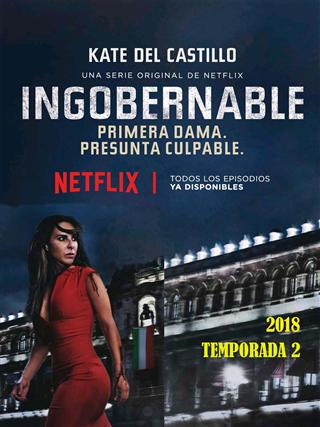 KATE DEL CASTILLO
UNA SERIE ORIGINAL DE NETFLIX
INGOBERNABLE
PRIMERA DAMA.
PRESUNTA CULPABLE.
NETFLIX | TODOS LOS EPISODIOS
YA DISPONIBLES
2018
TEMPORADA 2